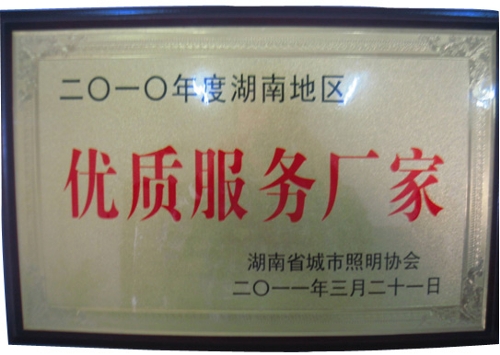 二〇一〇年度湖南地区
优质服务厂家
湖南省城市照明协会
二〇一一年三月二十一日